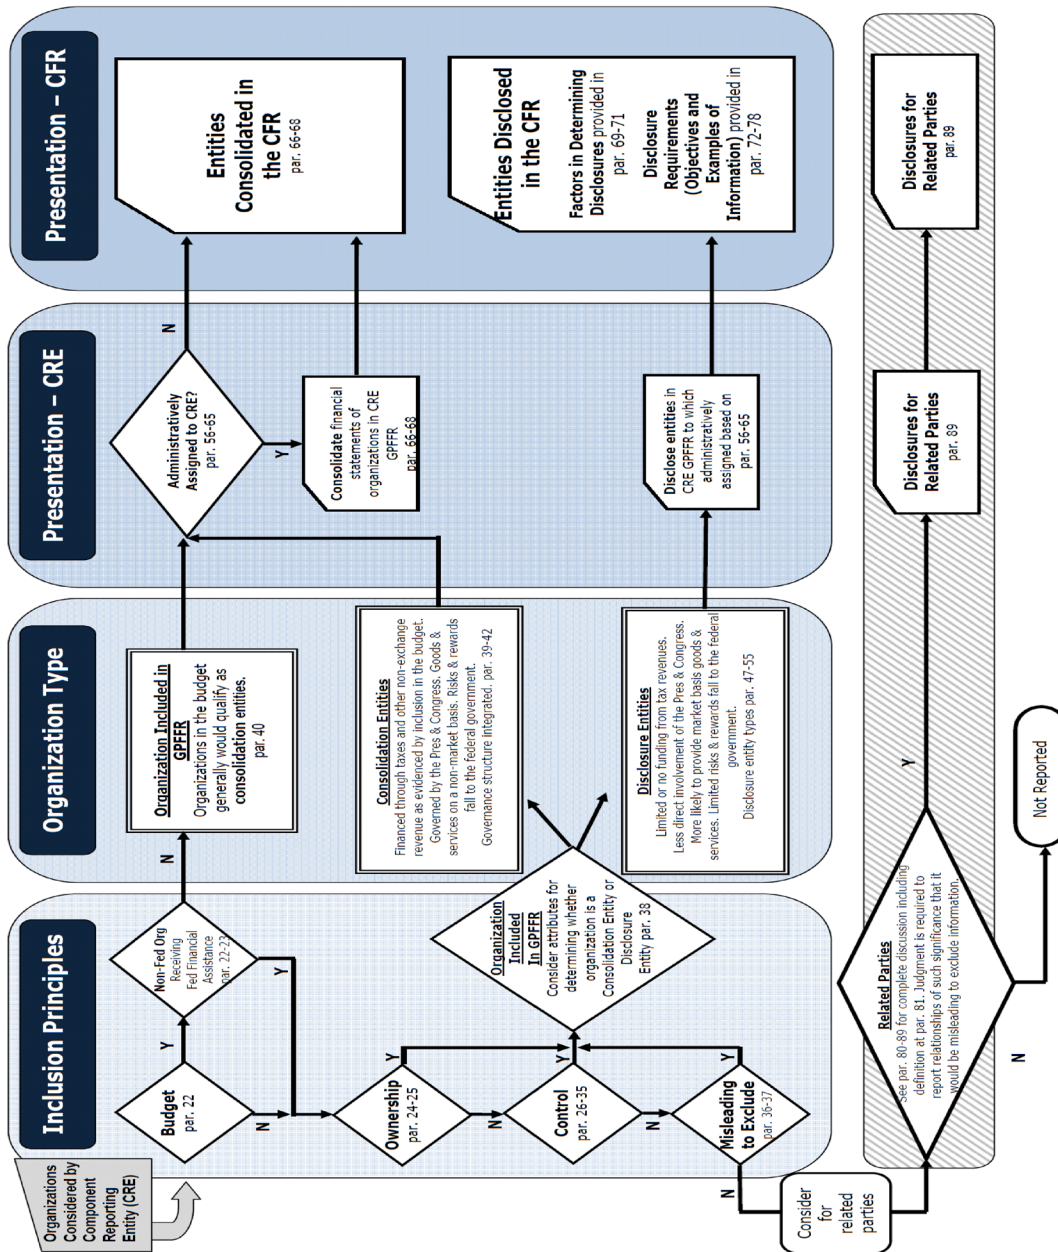 Inclusion Principles
Organization Type
Presentation – CRE
Presentation – CFR
Organizations
Considered by
Component
Reporting
Entity (CRE)
Budget
par. 22
Y
N
Non-Fed Org
Receiving
Fed Financial
Assistance
par. 22-23
N
Y
Ownership
par. 24-25
Y
N
Control
par. 26-35
Y
N
Misleading
to Exclude
par. 36-37
Y
N
Organization
Included
In GPFFR
Consider attributes for
determining whether
organization is a
Consolidation Entity or
Disclosure
Entity par. 38
Organization Included in
GPFFR
Organizations in the budget
generally would qualify as
consolidation entities.
par. 40
Consolidation Entities
Financed through taxes and other non-exchange
revenue as evidenced by inclusion in the budget.
Governed by the Pres & Congress. Goods &
services on a non-market basis. Risks & rewards
fall to the federal government.
Governance structure integrated. par. 39-42
Disclosure Entities
Limited or no funding from tax revenues.
Less direct involvement of the Pres & Congress.
More likely to provide market basis goods &
services. Limited risks & rewards fall to the federal
government.
Disclosure entity types par. 47-55
Administratively
Assigned to CRE?
par. 56-65
N
Y
Consolidate financial
statements of
organizations in CRE
GPFFR
par. 66-68
Disclose entities in
CRE GPFFR to which
administratively
assigned based on
par. 56-65
Entities
Consolidated in
the CFR
par. 66-68
Entities Disclosed
in the CFR
Factors in Determining
Disclosures provided in
par. 69-71
Disclosure
Requirements
(Objectives and
Examples of
Information) provided in
par. 72-78
Consider
for
related
parties
Related Parties
See par. 80-89 for complete discussion including
definition at par. 81. Judgment is required to
report relationships of such significance that it
would be misleading to exclude information.
Y
N
Not Reported
Disclosures for
Related Parties
par. 89
Disclosures for
Related Parties
par. 89